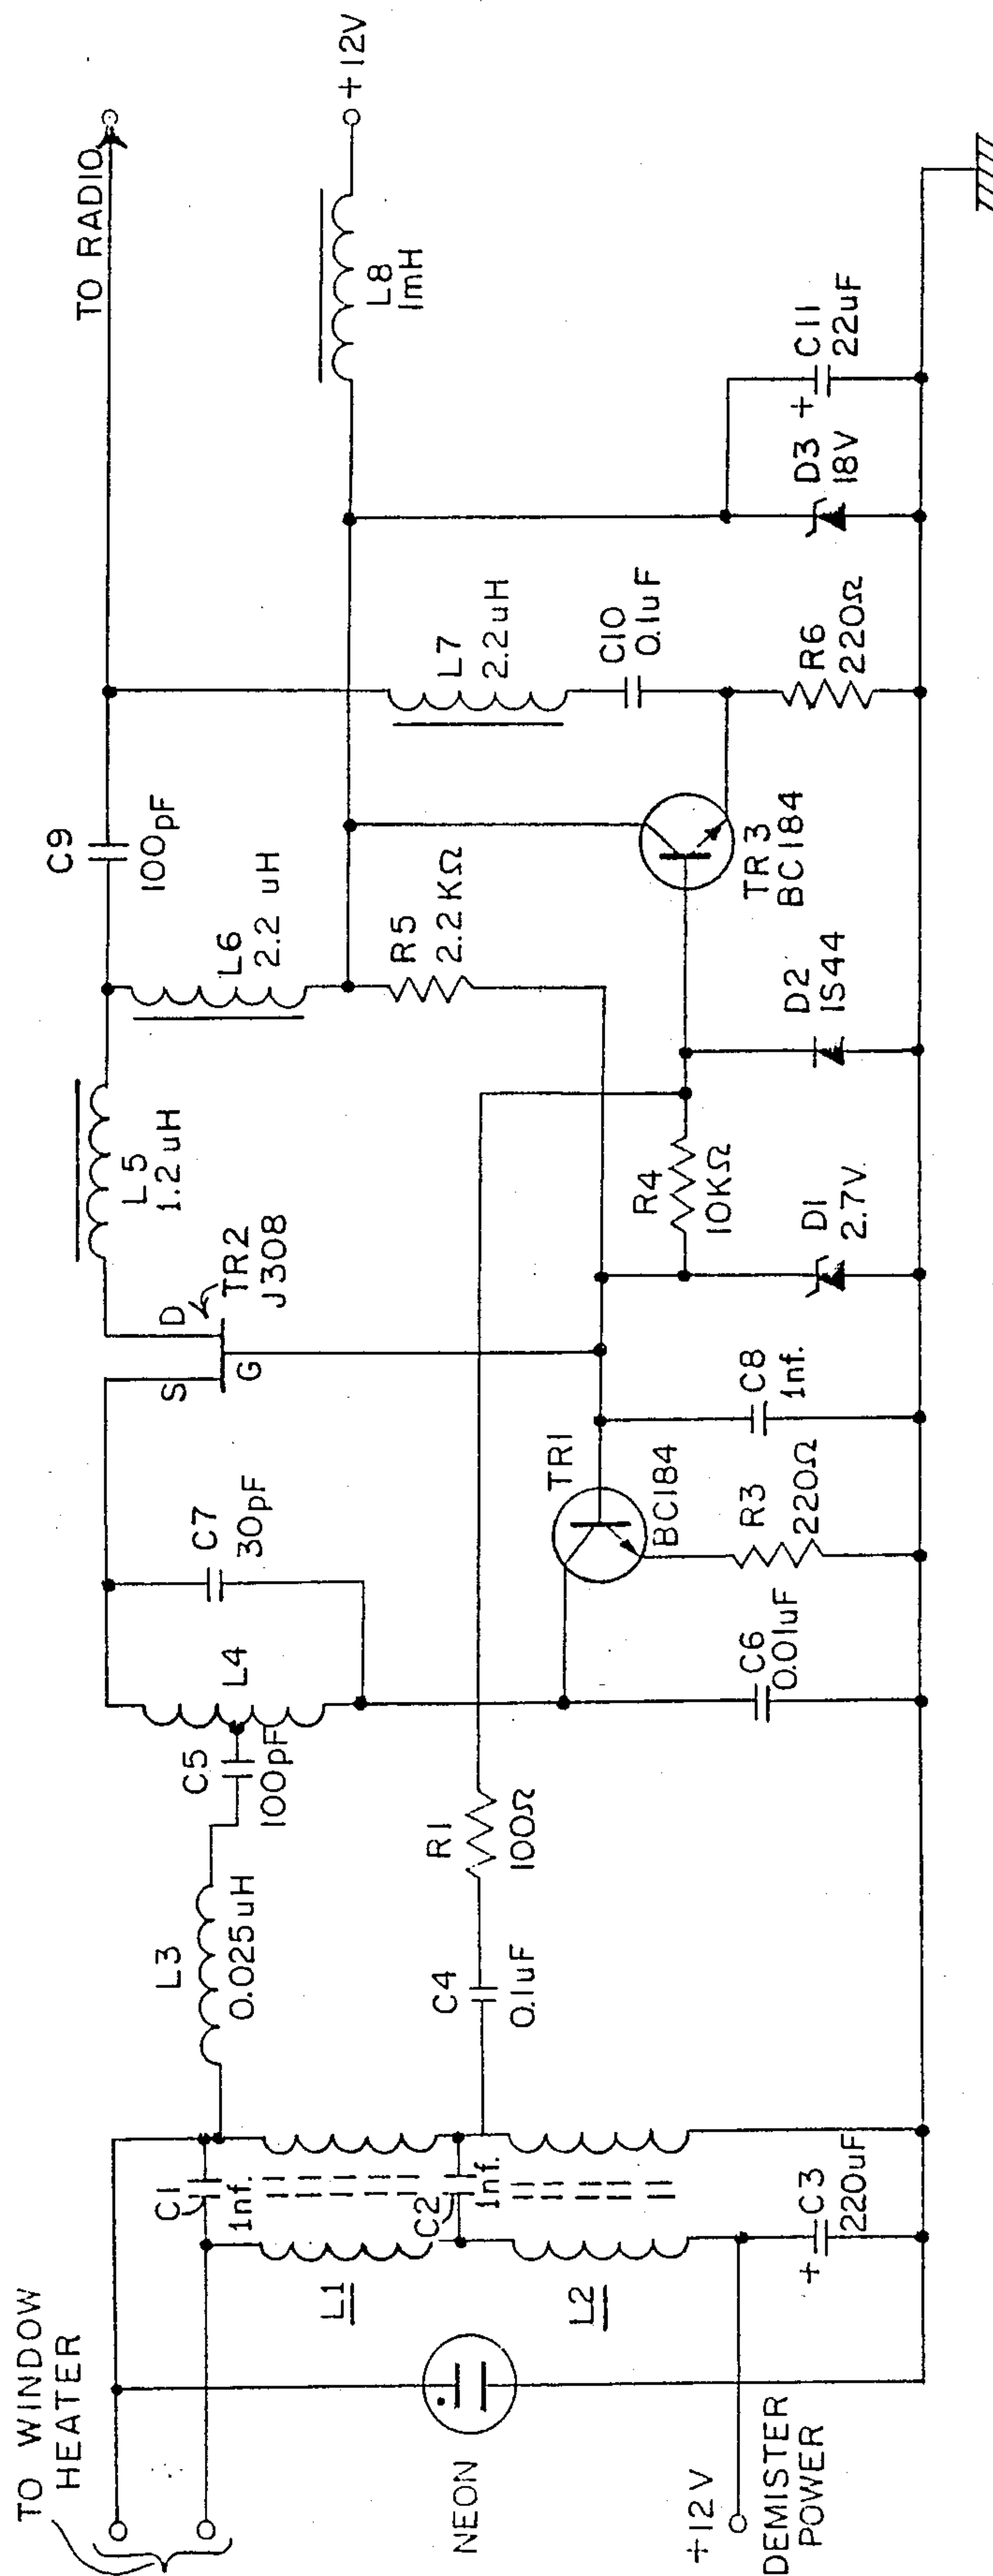 TO WINDOW
HEATER
NEON
+12V
DEMISTER
POWER
L1
L2
C1
1nf.
C2
1nf.
+
C3
220uF
L3
0.025uH
C4
0.1uF
R1
100Ω
C5
100pF
L4
C6
0.01uF
C7
30pF
TR1
BC184
R3
220Ω
C8
1nf.
S
D
G
TR2
J308
L5
1.2uH
R4
10KΩ
D1
2.7V
D2
1S44
L6
2.2 uH
R5
2.2KΩ
C9
100pF
TR3
BC184
L7
2.2uH
C10
0.1uF
R6
220Ω
D3
18V
+
C11
22uF
L8
1mH
TO RADIO
+12V